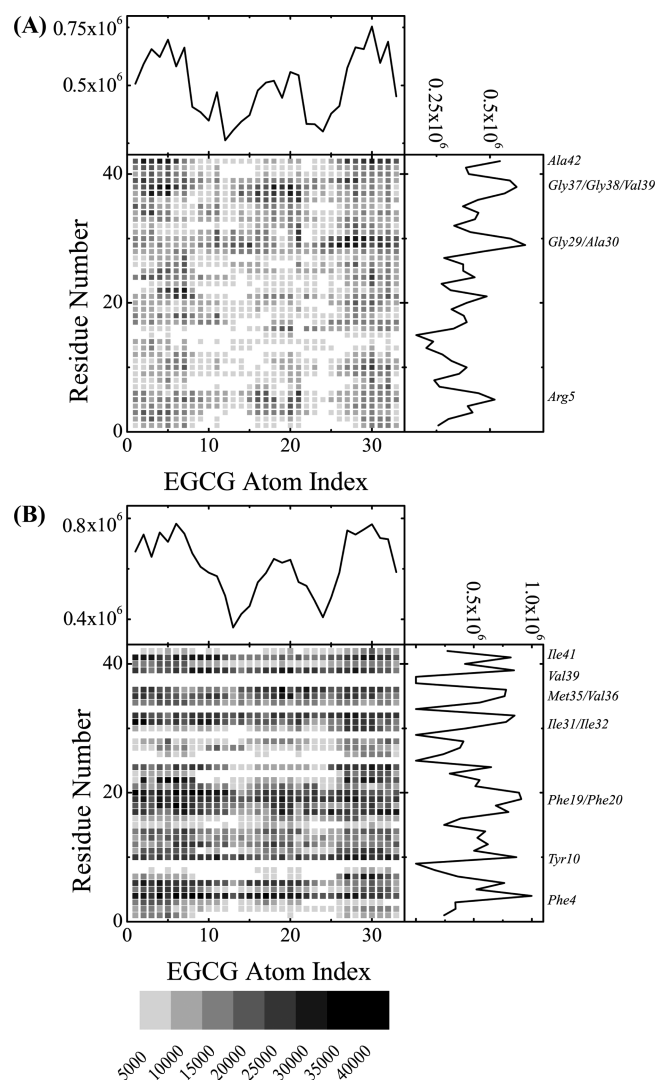 (A)
0.75x10^6
0.5x10^6
0.25x10^6
0.5x10^6
40
20
0
Residue Number
Ala42
Gly37/Gly38/Val39
Gly29/Ala30
Arg5
0 10 20 30
EGCG Atom Index
(B)
0.8x10^6
0.4x10^6
0.5x10^6
1.0x10^6
40
20
0
Residue Number
Ile41
Val39
Met35/Val36
Ile31/Ile32
Phe19/Phe20
Tyr10
Phe4
0 10 20 30
EGCG Atom Index
5000 10000 15000 20000 25000 30000 35000 40000